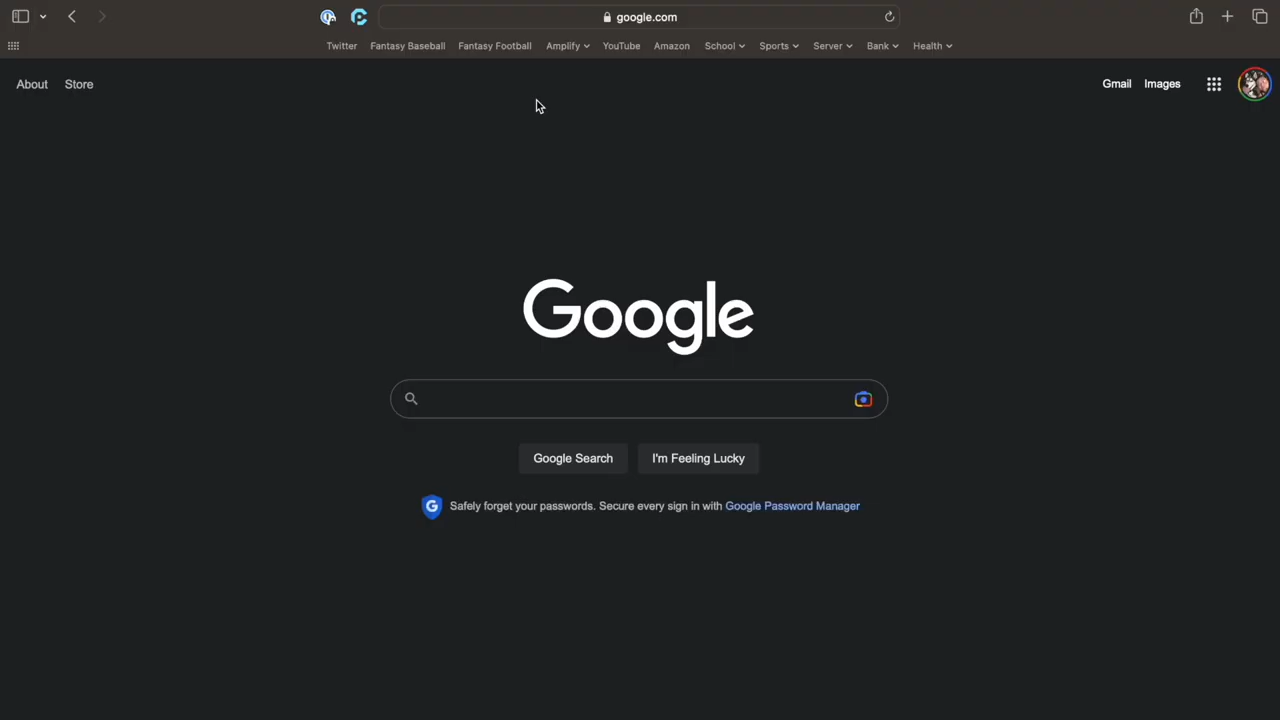 google.com
Twitter Fantasy Baseball Fantasy Football Amplify YouTube Amazon School Sports Server Bank Health
About Store Gmail Images
Google
Google Search I'm Feeling Lucky
G Safely forget your passwords. Secure every sign in with Google Password Manager